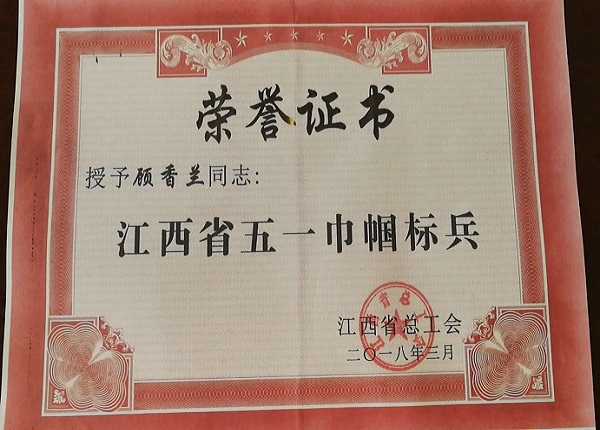 荣誉证书
授予顾香兰同志：
江西省五一巾帼标兵
江西省总工会
二〇一八年三月